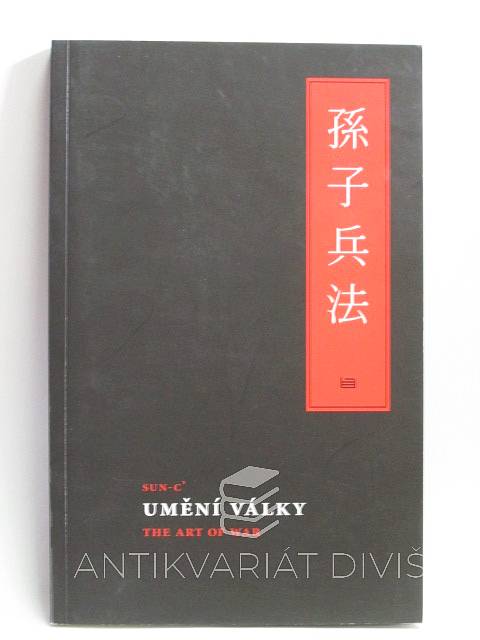 孫子兵法
SUN-C'
UMĚNÍ VÁLKY
THE ART OF WAR
ANTIKVARIÁT DIVIŠ